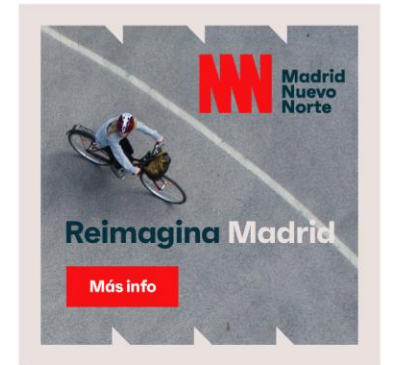 Madrid
Nuevo
Norte
Reimagina Madrid
Más info